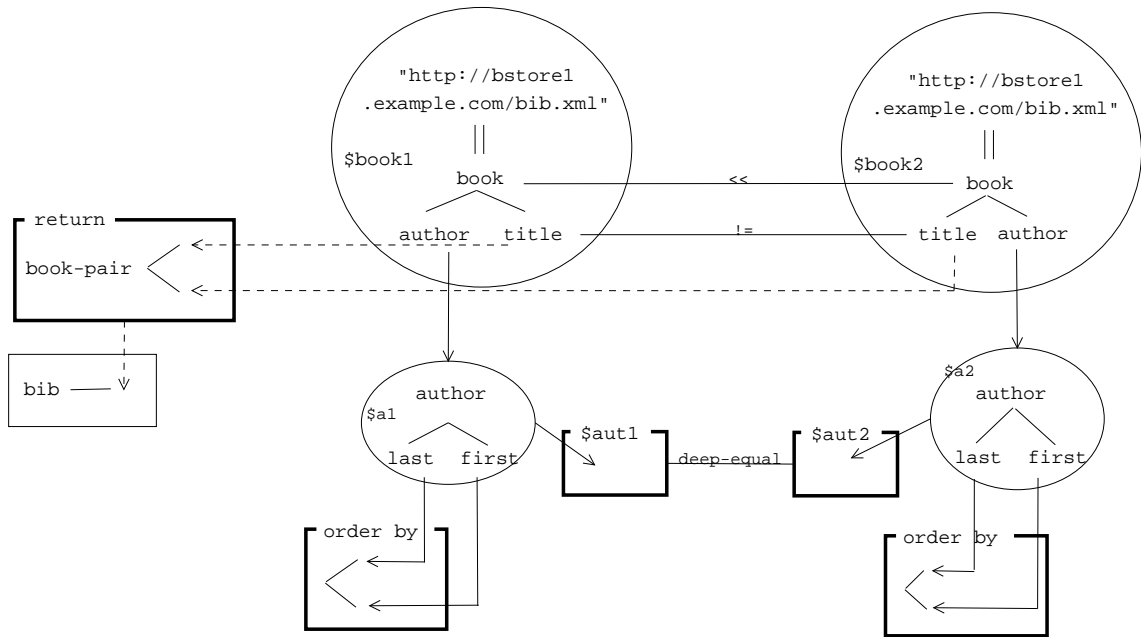 "http://bstore1
.example.com/bib.xml"
$book1
book
author title
"http://bstore1
.example.com/bib.xml"
$book2
book
title author
<<
!=
return
book-pair
bib
author
$a1
last first
$aut1
deep-equal
$aut2
$a2
author
last first
order by
order by